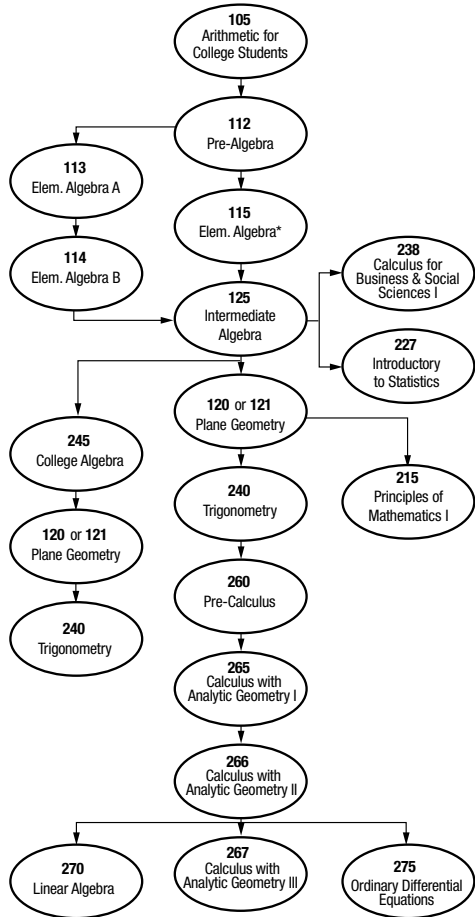 105
Arithmetic for
College Students
112
Pre-Algebra
113
Elem. Algebra A
115
Elem. Algebra*
114
Elem. Algebra B
238
Calculus for
Business & Social
Sciences I
125
Intermediate
Algebra
227
Introductory
to Statistics
120 or 121
Plane Geometry
245
College Algebra
215
Principles of
Mathematics I
240
Trigonometry
120 or 121
Plane Geometry
260
Pre-Calculus
240
Trigonometry
265
Calculus with
Analytic Geometry I
266
Calculus with
Analytic Geometry II
270
Linear Algebra
267
Calculus with
Analytic Geometry III
275
Ordinary Differential
Equations